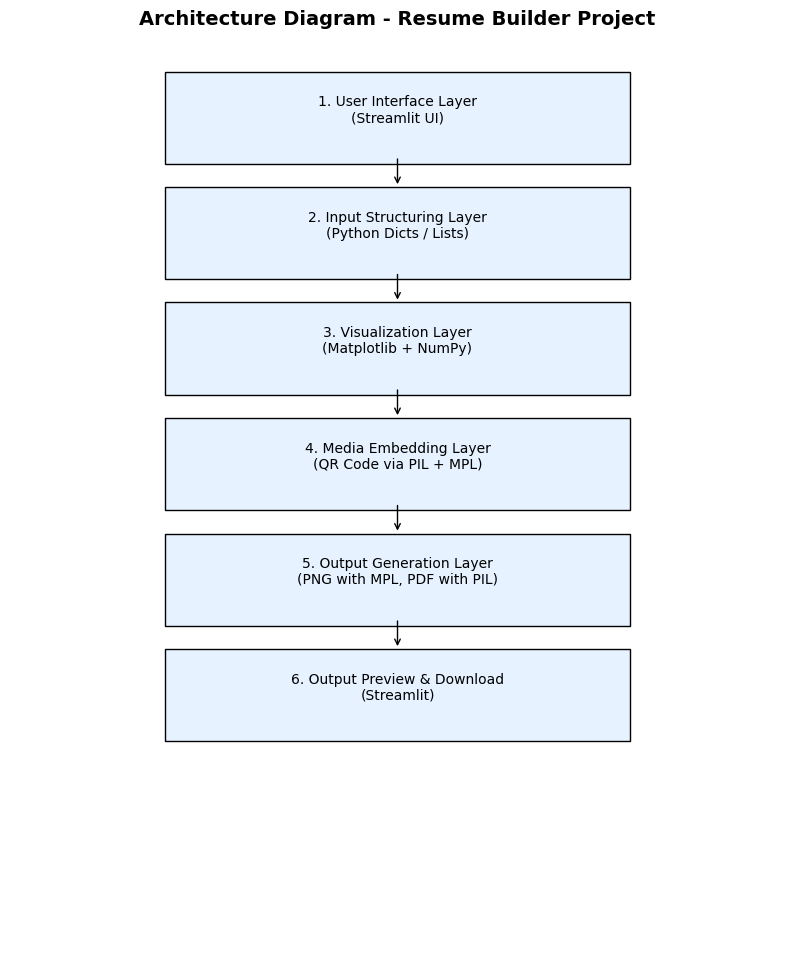 Architecture Diagram - Resume Builder Project
1. User Interface Layer
(Streamlit UI)
2. Input Structuring Layer
(Python Dicts / Lists)
3. Visualization Layer
(Matplotlib + NumPy)
4. Media Embedding Layer
(QR Code via PIL + MPL)
5. Output Generation Layer
(PNG with MPL, PDF with PIL)
6. Output Preview & Download
(Streamlit)